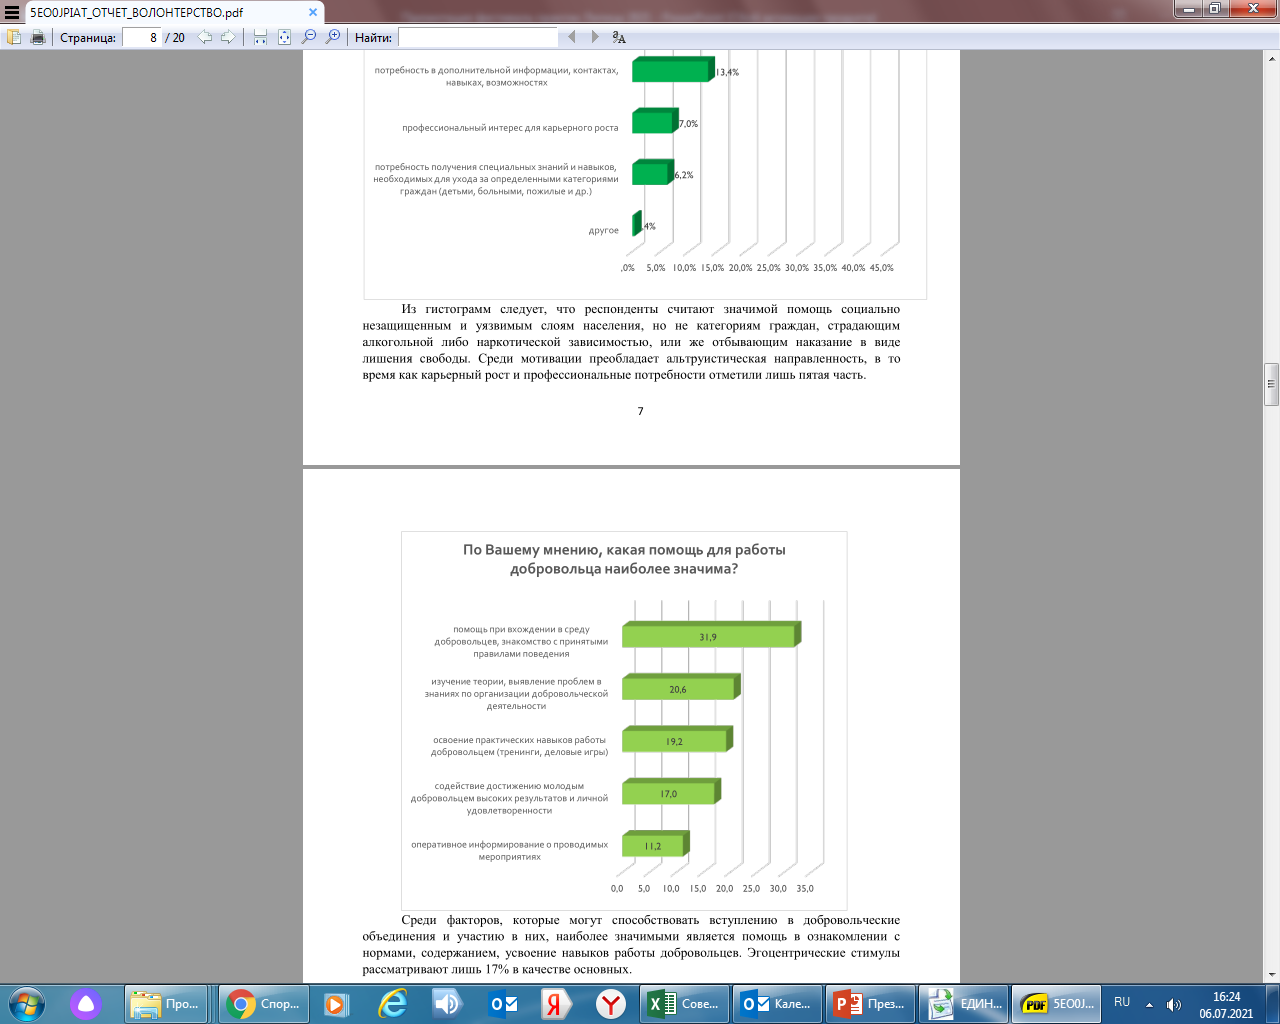 5EO0JPIAT_ОТЧЕТ_ВОЛОНТЕРСТВО.pdf
Страница: 8 / 20 Найти:
потребность в дополнительной информации, контактах,
навыках, возможностях
13,4%
профессиональный интерес для карьерного роста
7,0%
потребность получения специальных знаний и навыков,
необходимых для ухода за определенными категориями
граждан (детьми, больными, пожилые и др.)
6,2%
другое
,4%
,0% 5,0% 10,0% 15,0% 20,0% 25,0% 30,0% 35,0% 40,0% 45,0%
Из гистограмм следует, что респонденты считают значимой помощь социально
незащищенным и уязвимым слоям населения, но не категориям граждан, страдающим
алкогольной либо наркотической зависимостью, или же отбывающим наказание в виде
лишения свободы. Среди мотивации преобладает альтруистическая направленность, в то
время как карьерный рост и профессиональные потребности отметили лишь пятая часть.
7
По Вашему мнению, какая помощь для работы
добровольца наиболее значима?
помощь при вхождении в среду
добровольцев, знакомство с принятыми
правилами поведения
31,9
изучение теории, выявление проблем в
знаниях по организации добровольческой
деятельности
20,6
освоение практических навыков работы
добровольцем (тренинги, деловые игры)
19,2
содействие достижению молодым
добровольцем высоких результатов и личной
удовлетворенности
17,0
оперативное информирование о проводимых
мероприятиях
11,2
0,0 5,0 10,0 15,0 20,0 25,0 30,0 35,0
Среди факторов, которые могут способствовать вступлению в добровольческие
объединения и участию в них, наиболее значимыми является помощь в ознакомлении с
нормами, содержанием, усвоение навыков работы добровольцев. Эгоцентрические стимулы
рассматривают лишь 17% в качестве основных.
Про... Спор... Сове... Кале... През... ЕДИН... 5EO0J... RU 16:24
06.07.2021